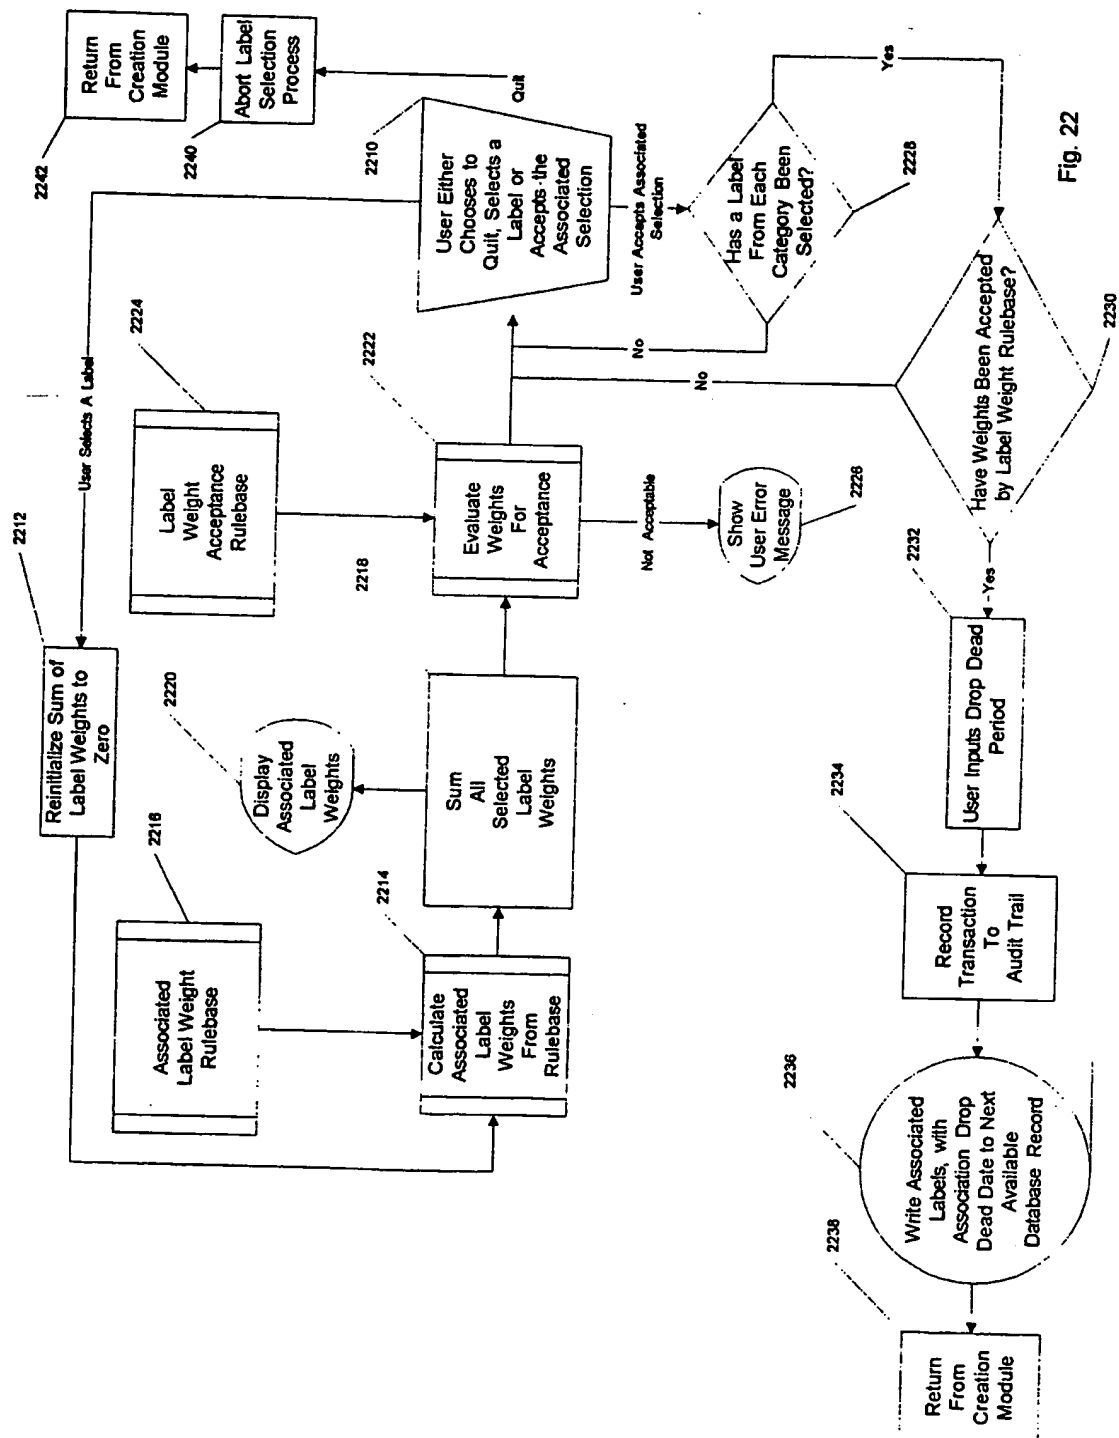 2212
Reinitialize Sum of
Label Weights to
Zero
User Selects A Label
2242
Return
From
Creation
Module
2240
Abort Label
Selection
Process
Quit
2216
Associated
Label Weight
Rulebase
2220
Display
Associated
Label
Weights
2224
Label
Weight
Acceptance
Rulebase
2218
2214
Calculate
Associated
Label
Weights
From
Rulebase
Sum
All
Selected
Label
Weights
2222
Evaluate
Weights
For
Acceptance
2210
User Either
Chooses to
Quit, Selects a
Label or
Accepts the
Associated
Selection
Not Acceptable
No
No
User Accepts Associated
Selection
Show
User Error
Message
2226
Has a Label
From Each
Category Been
Selected?
2228
Yes
2238
Return
From
Creation
Module
2236
Write Associated
Labels, with
Association Drop
Dead Date to Next
Available
Database Record
2234
Record
Transaction
To
Audit Trail
2232
User Inputs Drop Dead
Period
Yes
Have Weights Been Accepted
by Label Weight Rulebase?
2230
Fig. 22